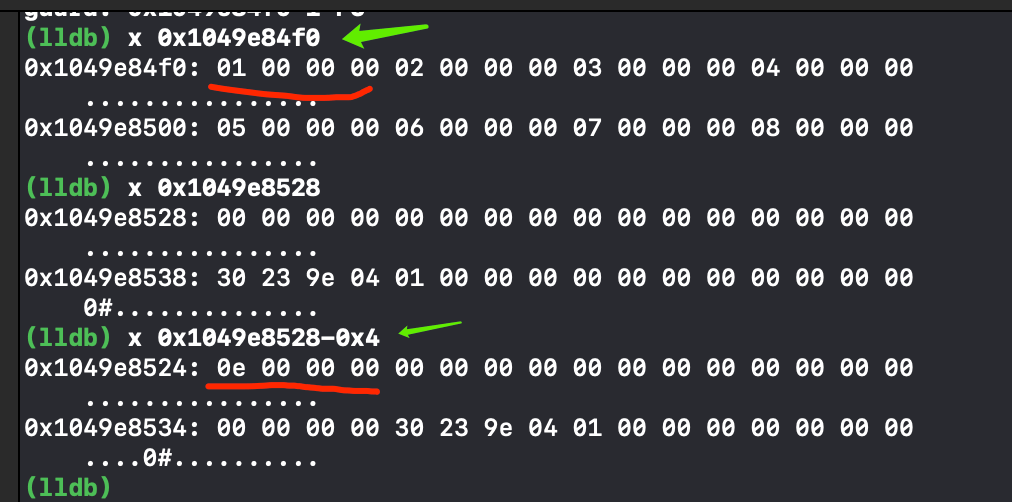 (lldb) x 0x1049e84f0
0x1049e84f0: 01 00 00 00 02 00 00 00 03 00 00 00 04 00 00 00
................
0x1049e8500: 05 00 00 00 06 00 00 00 07 00 00 00 08 00 00 00
................
(lldb) x 0x1049e8528
0x1049e8528: 00 00 00 00 00 00 00 00 00 00 00 00 00 00 00 00
................
0x1049e8538: 30 23 9e 04 01 00 00 00 00 00 00 00 00 00 00 00
0#..............
(lldb) x 0x1049e8528-0x4
0x1049e8524: 0e 00 00 00 00 00 00 00 00 00 00 00 00 00 00 00
................
0x1049e8534: 00 00 00 00 30 23 9e 04 01 00 00 00 00 00 00 00
....0#..........
(lldb)